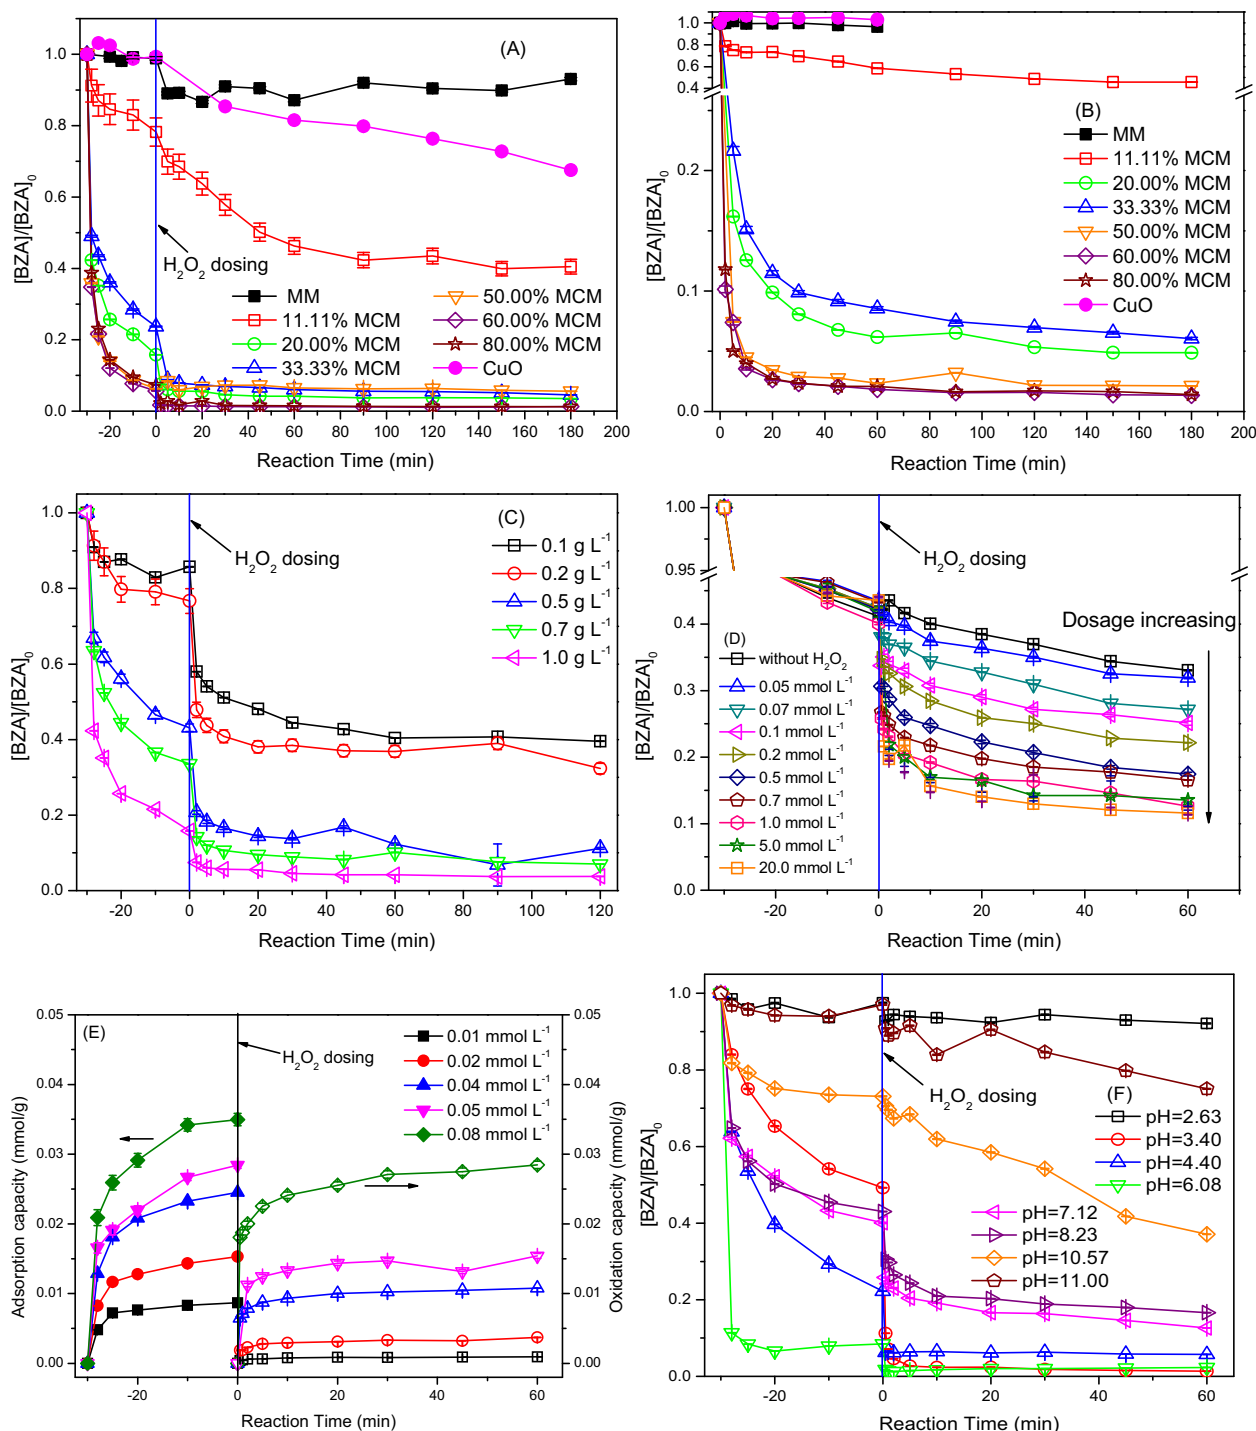 (A)
1.0
0.8
0.6
0.4
0.2
0.0
[BZA]/[BZA]₀
H₂O₂ dosing
MM
11.11% MCM
20.00% MCM
33.33% MCM
50.00% MCM
60.00% MCM
80.00% MCM
CuO
-20 0 20 40 60 80 100 120 140 160 180 200
Reaction Time (min)
(B)
1.0
0.8
0.6
0.4
0.2
0.1
0.0
[BZA]/[BZA]₀
MM
11.11% MCM
20.00% MCM
33.33% MCM
50.00% MCM
60.00% MCM
80.00% MCM
CuO
0 20 40 60 80 100 120 140 160 180 200
Reaction Time (min)
(C)
1.0
0.8
0.6
0.4
0.2
0.0
[BZA]/[BZA]₀
H₂O₂ dosing
0.1 g L⁻¹
0.2 g L⁻¹
0.5 g L⁻¹
0.7 g L⁻¹
1.0 g L⁻¹
-20 0 20 40 60 80 100 120
Reaction Time (min)
1.00
0.95
0.4
0.3
0.2
0.1
0.0
[BZA]/[BZA]₀
H₂O₂ dosing
Dosage increasing
(D)
without H₂O₂
0.05 mmol L⁻¹
0.07 mmol L⁻¹
0.1 mmol L⁻¹
0.2 mmol L⁻¹
0.5 mmol L⁻¹
0.7 mmol L⁻¹
1.0 mmol L⁻¹
5.0 mmol L⁻¹
20.0 mmol L⁻¹
-20 0 20 40 60
Reaction Time (min)
(E)
0.05
0.04
0.03
0.02
0.01
0.00
Adsorption capacity (mmol/g)
H₂O₂ dosing
0.01 mmol L⁻¹
0.02 mmol L⁻¹
0.04 mmol L⁻¹
0.05 mmol L⁻¹
0.08 mmol L⁻¹
0.05
0.04
0.03
0.02
0.01
0.00
Oxidation capacity (mmol/g)
-20 0 20 40 60
Reaction Time (min)
1.0
0.8
0.6
0.4
0.2
0.0
[BZA]/[BZA]₀
H₂O₂ dosing
(F)
pH=2.63
pH=3.40
pH=4.40
pH=6.08
pH=7.12
pH=8.23
pH=10.57
pH=11.00
-20 0 20 40 60
Reaction Time (min)